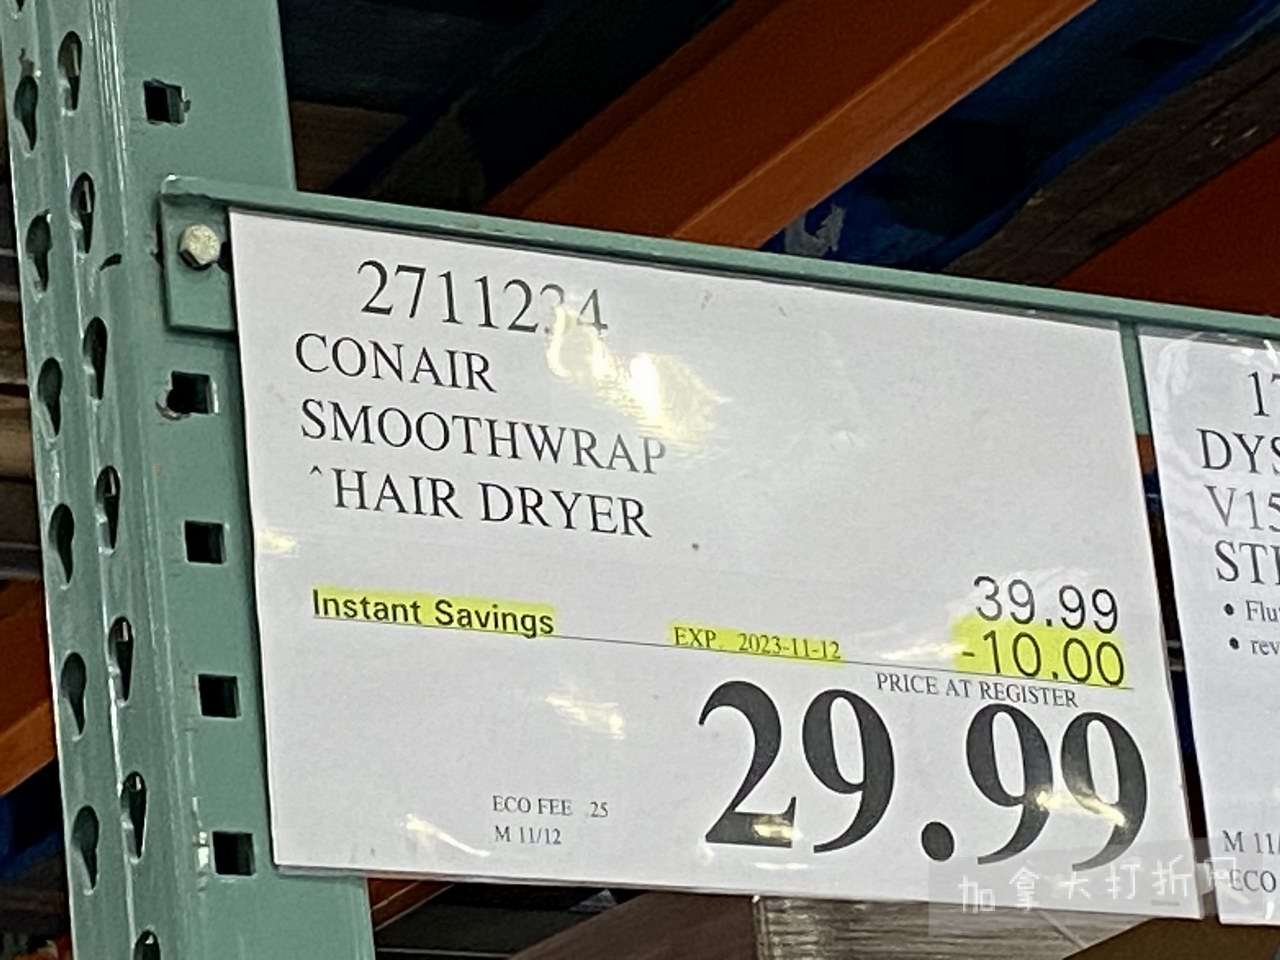 2711234
CONAIR
SMOOTHWRAP
^HAIR DRYER
39.99
Instant Savings EXP. 2023-11-12 -10.00
PRICE AT REGISTER
29.99
ECO FEE .25
M 11/12
17
DYS
V15
• Flu
• rev
M 11/
ECO
加拿大打折网